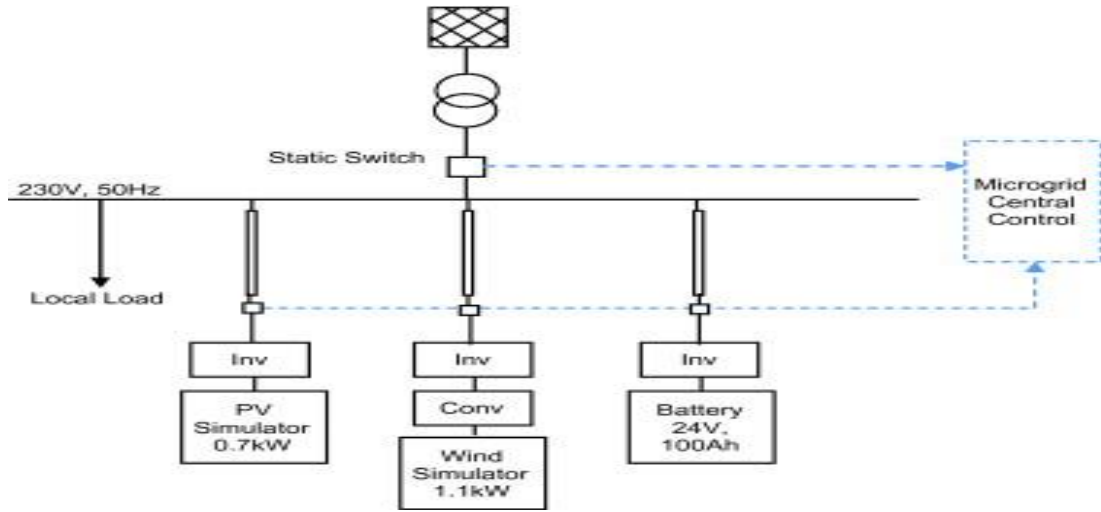 Static Switch
230V, 50Hz
Microgrid
Central
Control
Local Load
Inv
Inv
Inv
PV
Simulator
0.7kW
Conv
Battery
24V,
100Ah
Wind
Simulator
1.1kW